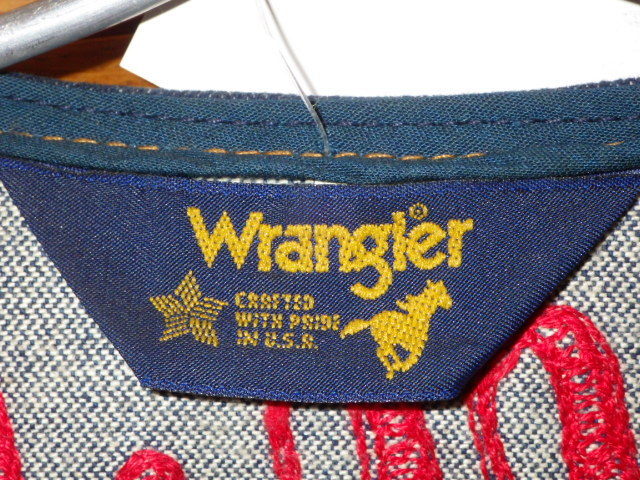 Wrangler®
CRAFTED
WITH PRIDE
IN U.S.A.